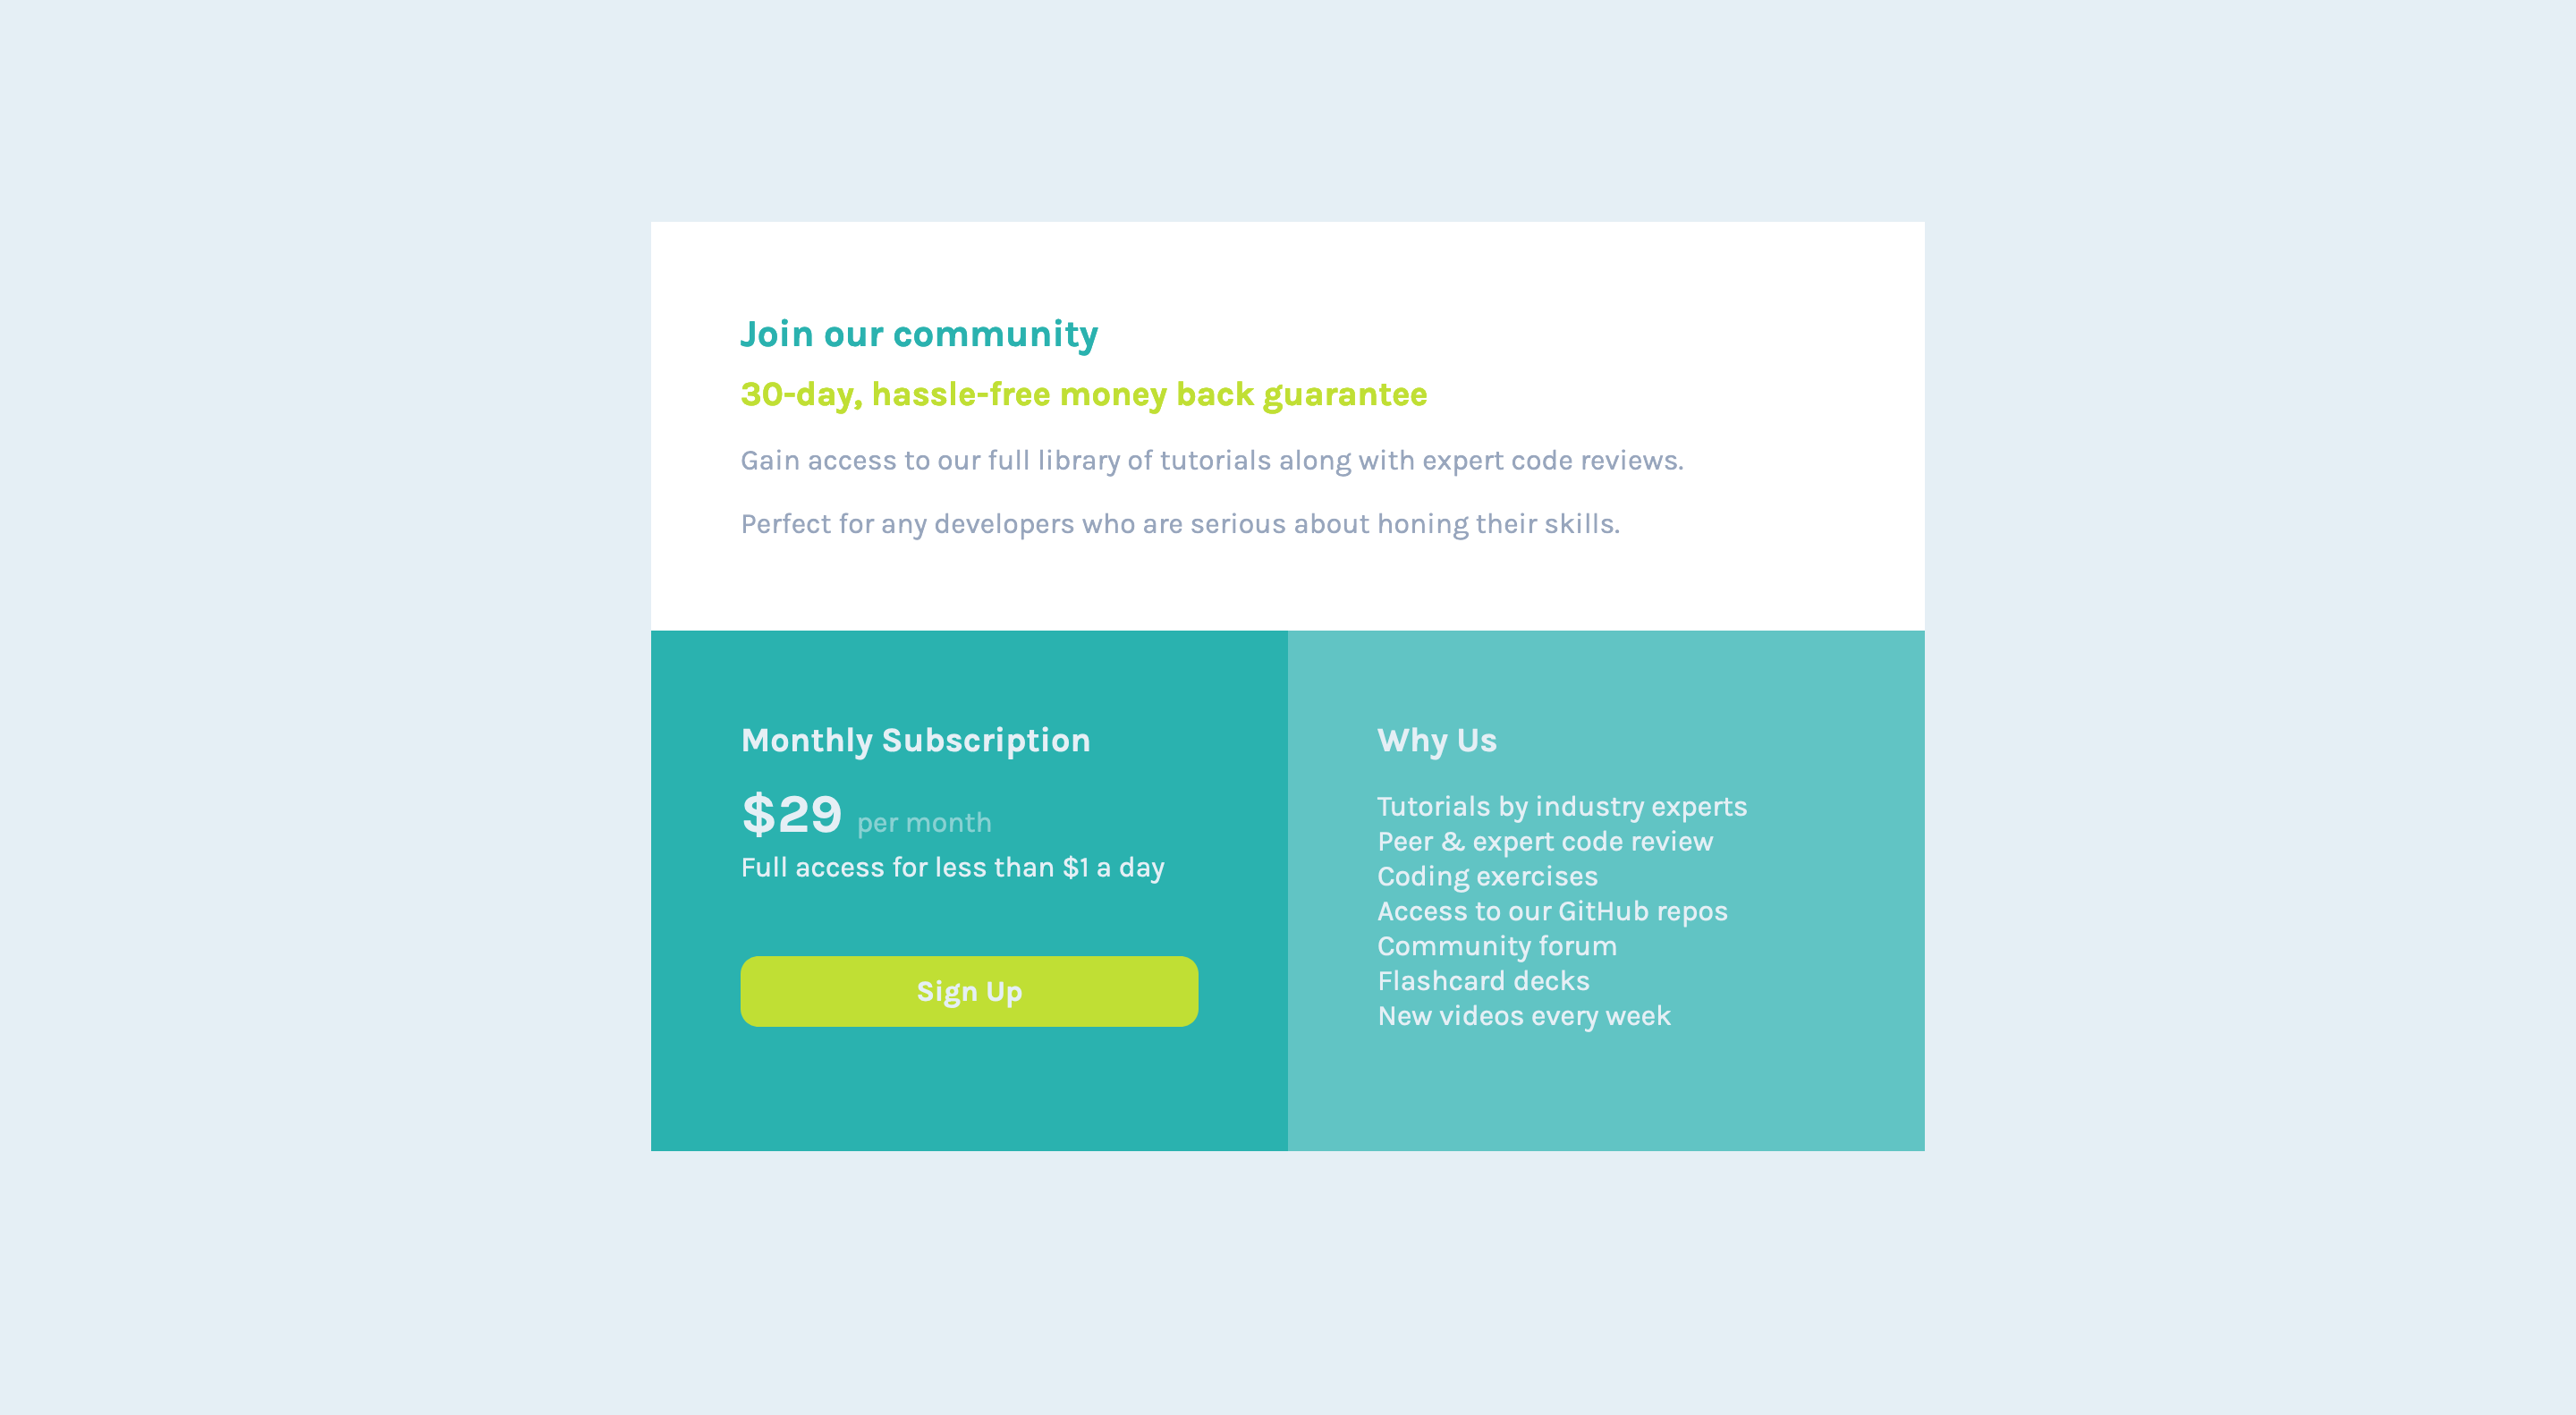 Join our community
30-day, hassle-free money back guarantee
Gain access to our full library of tutorials along with expert code reviews.
Perfect for any developers who are serious about honing their skills.
Monthly Subscription
$29 per month
Full access for less than $1 a day
Sign Up
Why Us
Tutorials by industry experts
Peer & expert code review
Coding exercises
Access to our GitHub repos
Community forum
Flashcard decks
New videos every week